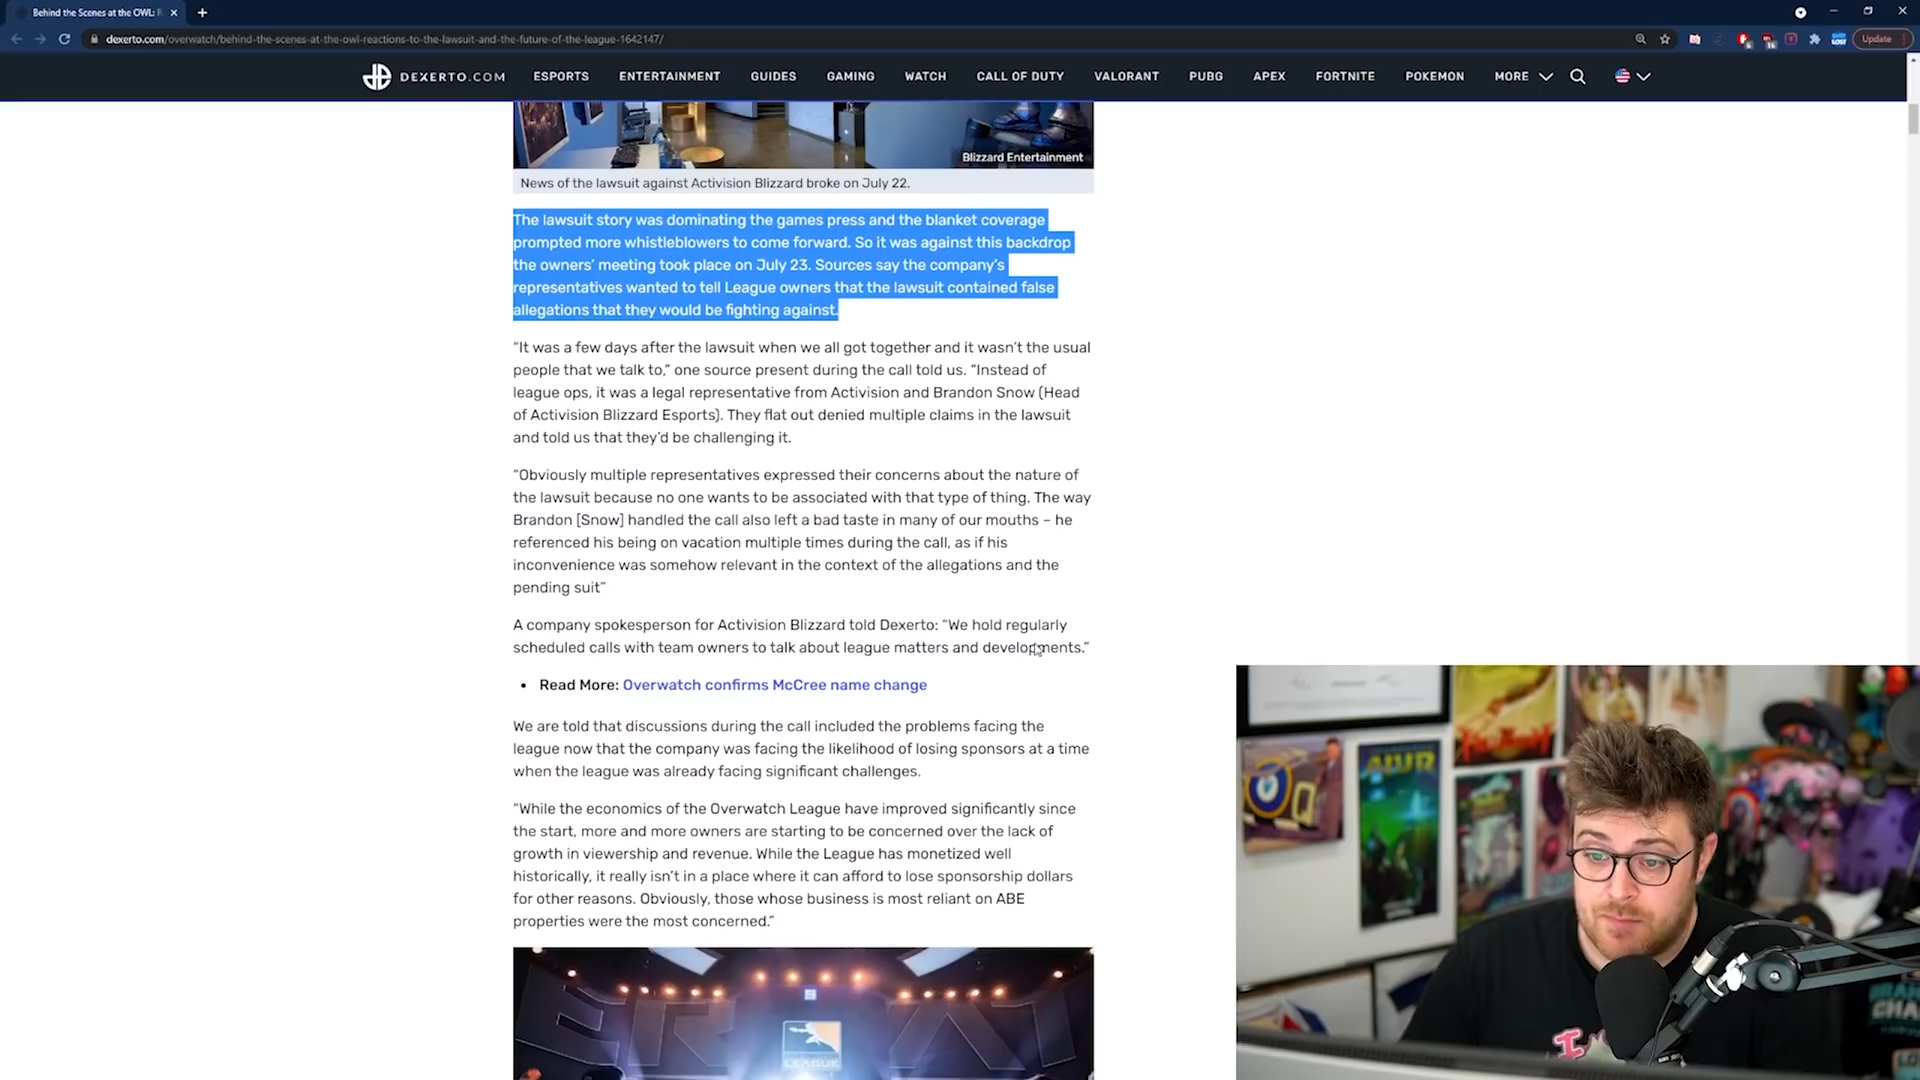 Behind the Scenes at the OWL:
dexerto.com/overwatch/behind-the-scenes-at-the-owl-reactions-to-the-lawsuit-and-the-future-of-the-league-1642147/
Update
DEXERTO.COM
ESPORTS
ENTERTAINMENT
GUIDES
GAMING
WATCH
CALL OF DUTY
VALORANT
PUBG
APEX
FORTNITE
POKEMON
MORE
Blizzard Entertainment
News of the lawsuit against Activision Blizzard broke on July 22.
The lawsuit story was dominating the games press and the blanket coverage
prompted more whistleblowers to come forward. So it was against this backdrop
the owners’ meeting took place on July 23. Sources say the company’s
representatives wanted to tell League owners that the lawsuit contained false
allegations that they would be fighting against.
“It was a few days after the lawsuit when we all got together and it wasn’t the usual
people that we talk to,” one source present during the call told us. “Instead of
league ops, it was a legal representative from Activision and Brandon Snow (Head
of Activision Blizzard Esports). They flat out denied multiple claims in the lawsuit
and told us that they’d be challenging it.
“Obviously multiple representatives expressed their concerns about the nature of
the lawsuit because no one wants to be associated with that type of thing. The way
Brandon [Snow] handled the call also left a bad taste in many of our mouths – he
referenced his being on vacation multiple times during the call, as if his
inconvenience was somehow relevant in the context of the allegations and the
pending suit”
A company spokesperson for Activision Blizzard told Dexerto: “We hold regularly
scheduled calls with team owners to talk about league matters and developments.”
• Read More: Overwatch confirms McCree name change
We are told that discussions during the call included the problems facing the
league now that the company was facing the likelihood of losing sponsors at a time
when the league was already facing significant challenges.
“While the economics of the Overwatch League have improved significantly since
the start, more and more owners are starting to be concerned over the lack of
growth in viewership and revenue. While the League has monetized well
historically, it really isn’t in a place where it can afford to lose sponsorship dollars
for other reasons. Obviously, those whose business is most reliant on ABE
properties were the most concerned.”
LEAGUE